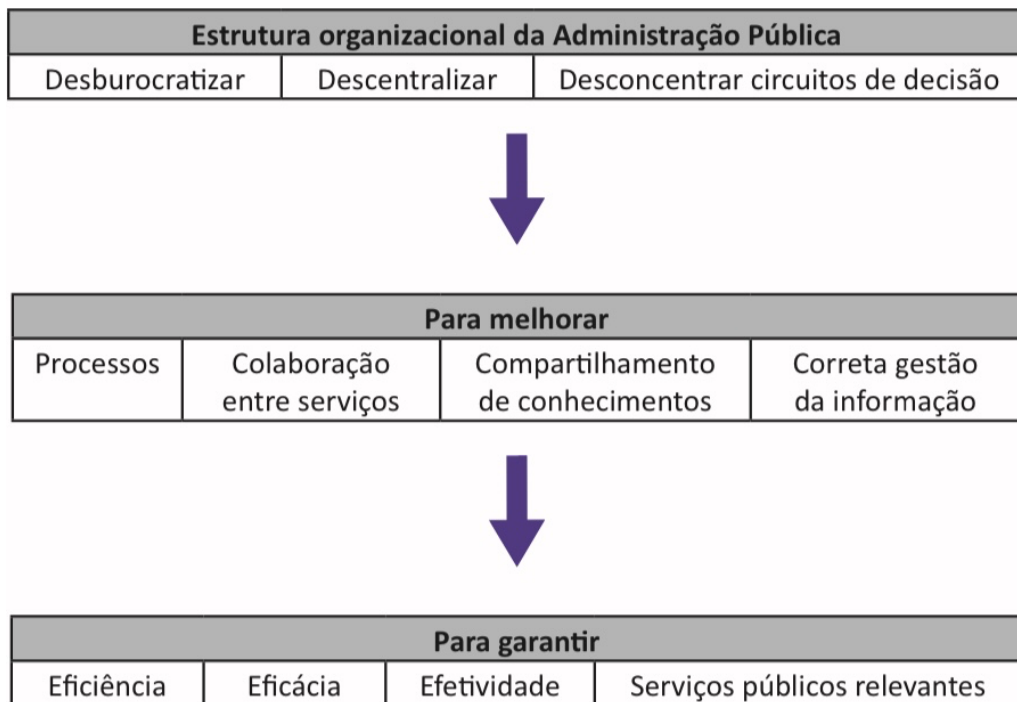 Estrutura organizacional da Administração Pública
Desburocratizar Descentralizar Desconcentrar circuitos de decisão
Para melhorar
Processos Colaboração entre serviços Compartilhamento de conhecimentos Correta gestão da informação
Para garantir
Eficiência Eficácia Efetividade Serviços públicos relevantes